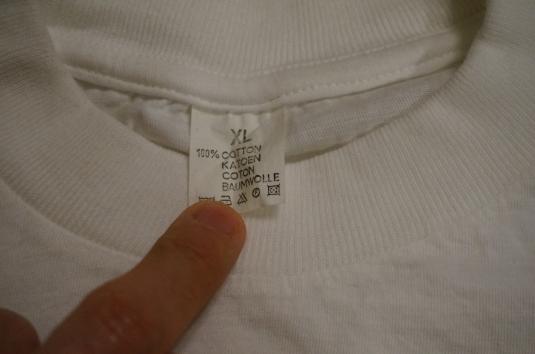 XL
100% COTTON
KATOEN
COTON
BAUMWOLLE